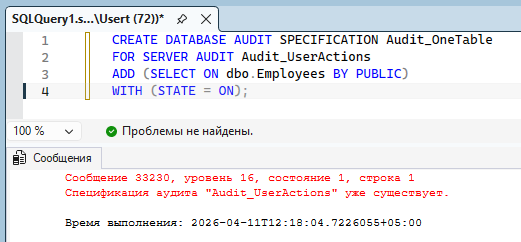 SQLQuery1.s...\Usert (72))*
1 CREATE DATABASE AUDIT SPECIFICATION Audit_OneTable
2 FOR SERVER AUDIT Audit_UserActions
3 ADD (SELECT ON dbo.Employees BY PUBLIC)
4 WITH (STATE = ON);
100 %
Проблемы не найдены.
Сообщения
Сообщение 33230, уровень 16, состояние 1, строка 1
Спецификация аудита "Audit_UserActions" уже существует.
Время выполнения: 2026-04-11T12:18:04.7226055+05:00